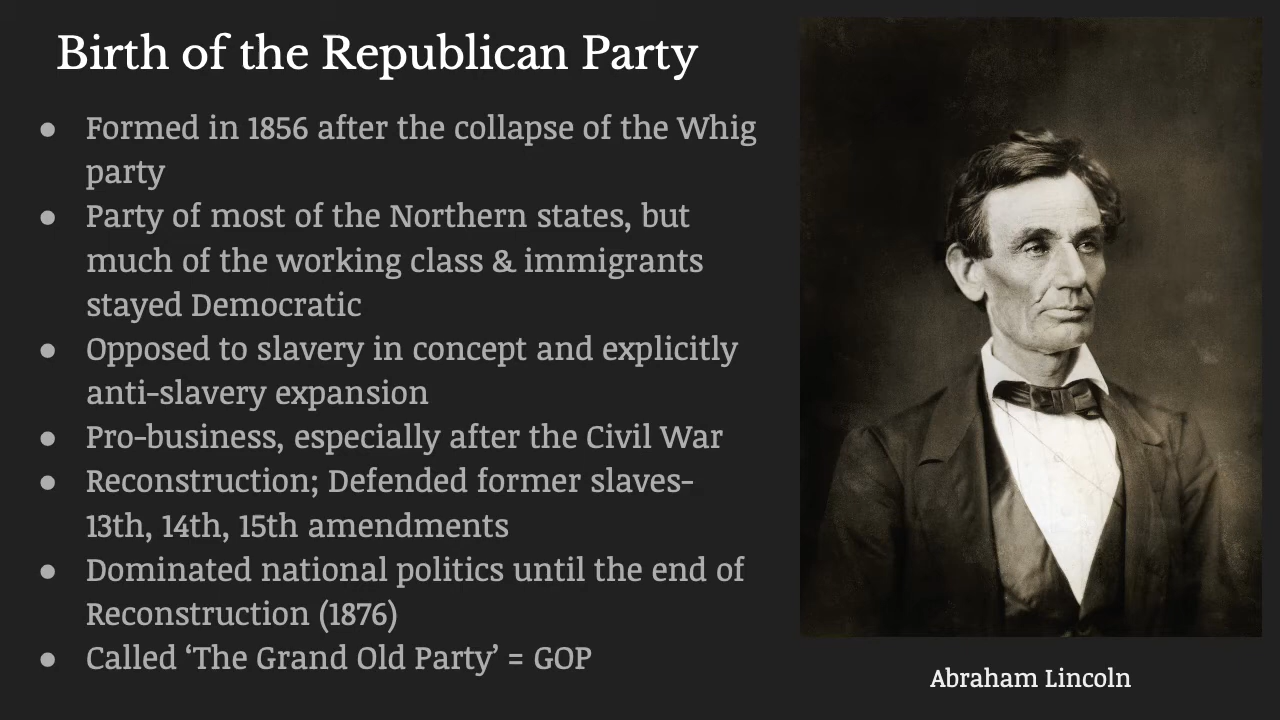 Birth of the Republican Party
● Formed in 1856 after the collapse of the Whig
party
● Party of most of the Northern states, but
much of the working class & immigrants
stayed Democratic
● Opposed to slavery in concept and explicitly
anti-slavery expansion
● Pro-business, especially after the Civil War
● Reconstruction; Defended former slaves-
13th, 14th, 15th amendments
● Dominated national politics until the end of
Reconstruction (1876)
● Called ‘The Grand Old Party’ = GOP
Abraham Lincoln